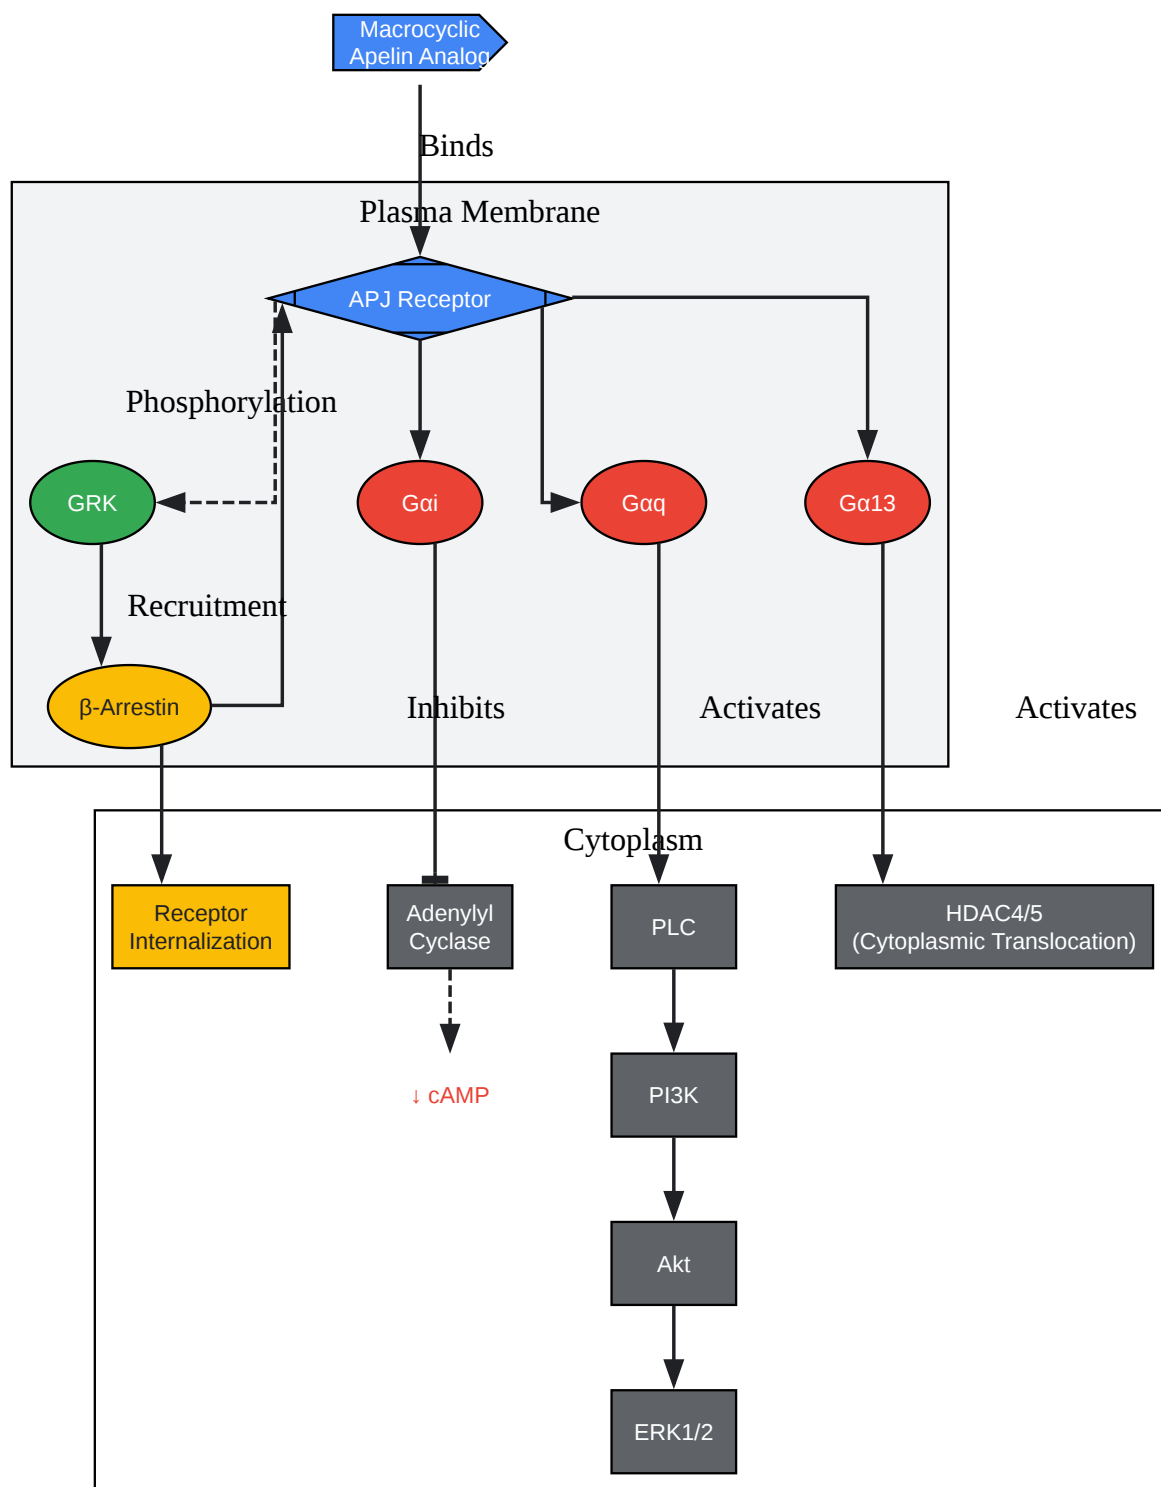 Macrocyclic
Apelin Analog
Binds
Plasma Membrane
APJ Receptor
Phosphorylation
GRK
Gαi
Gαq
Gα13
Recruitment
β-Arrestin
Inhibits
Activates
Activates
Cytoplasm
Receptor
Internalization
Adenylyl
Cyclase
PLC
HDAC4/5
(Cytoplasmic Translocation)
↓ cAMP
PI3K
Akt
ERK1/2